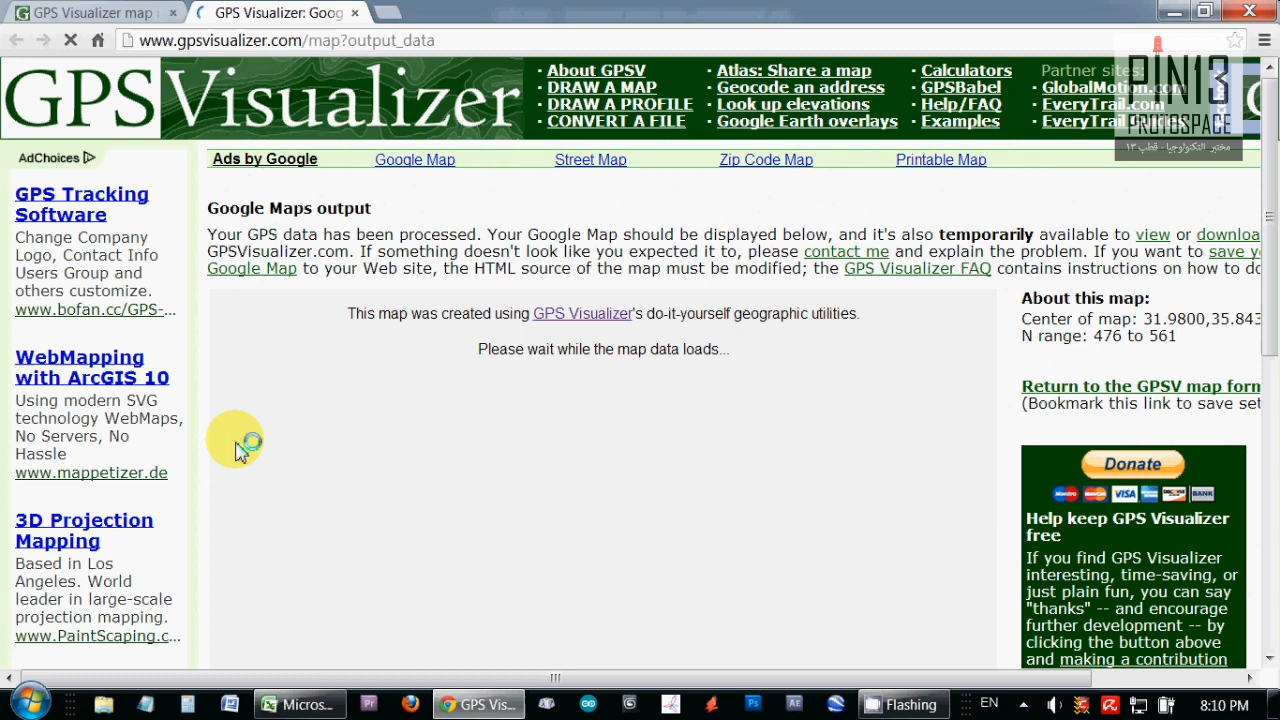 GPS Visualizer map
GPS Visualizer: Goog
www.gpsvisualizer.com/map?output_data
GPSVisualizer
· About GPSV
· DRAW A MAP
· DRAW A PROFILE
· CONVERT A FILE
· Atlas: Share a map
· Geocode an address
· Look up elevations
· Google Earth overlays
· Calculators
· GPSBabel
· Help/FAQ
· Examples
Partner sites:
· GlobalMotion.com
· EveryTrail.com
· EveryTrail Guides
PIN13
PROTOSPACE
مختبر التكنولوجيا - قطب ١٣
AdChoices
Ads by Google
Google Map
Street Map
Zip Code Map
Printable Map
GPS Tracking
Software
Change Company
Logo, Contact Info
Users Group and
others customize.
www.bofan.cc/GPS-...
WebMapping
with ArcGIS 10
Using modern SVG
technology WebMaps,
No Servers, No
Hassle
www.mappetizer.de
3D Projection
Mapping
Based in Los
Angeles. World
leader in large-scale
projection mapping.
www.PaintScaping.c...
Google Maps output
Your GPS data has been processed. Your Google Map should be displayed below, and it's also temporarily available to view or downloa
GPSVisualizer.com. If something doesn't look like you expected it to, please contact me and explain the problem. If you want to save y
Google Map to your Web site, the HTML source of the map must be modified; the GPS Visualizer FAQ contains instructions on how to do
This map was created using GPS Visualizer's do-it-yourself geographic utilities.
Please wait while the map data loads...
About this map:
Center of map: 31.9800,35.843
N range: 476 to 561
Return to the GPSV map form
(Bookmark this link to save set
Donate
VISA
BANK
Help keep GPS Visualizer
free
If you find GPS Visualizer
interesting, time-saving, or
just plain fun, you can say
"thanks" -- and encourage
further development -- by
clicking the button above
and making a contribution
Micros...
GPS Vis...
Flashing
EN
8:10 PM